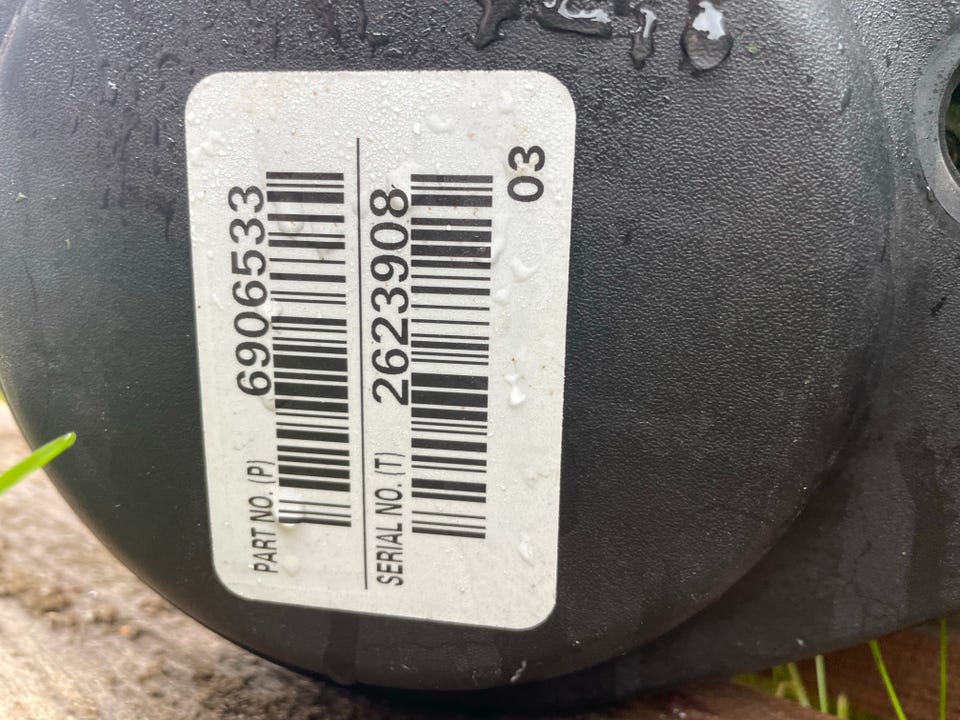 PART NO. (P) 6906533
SERIAL NO. (T) 2623908
03